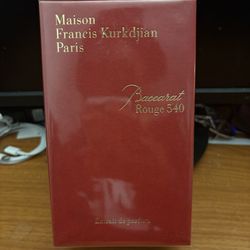 Maison
Francis Kurkdjian
Paris
Baccarat
Rouge 540
Extrait de parfum